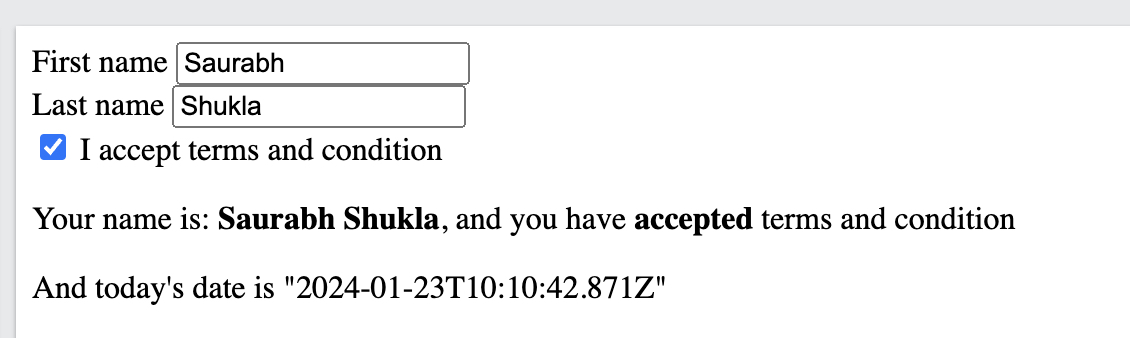 First name Saurabh
Last name Shukla
I accept terms and condition
Your name is: Saurabh Shukla, and you have accepted terms and condition
And today's date is "2024-01-23T10:10:42.871Z"